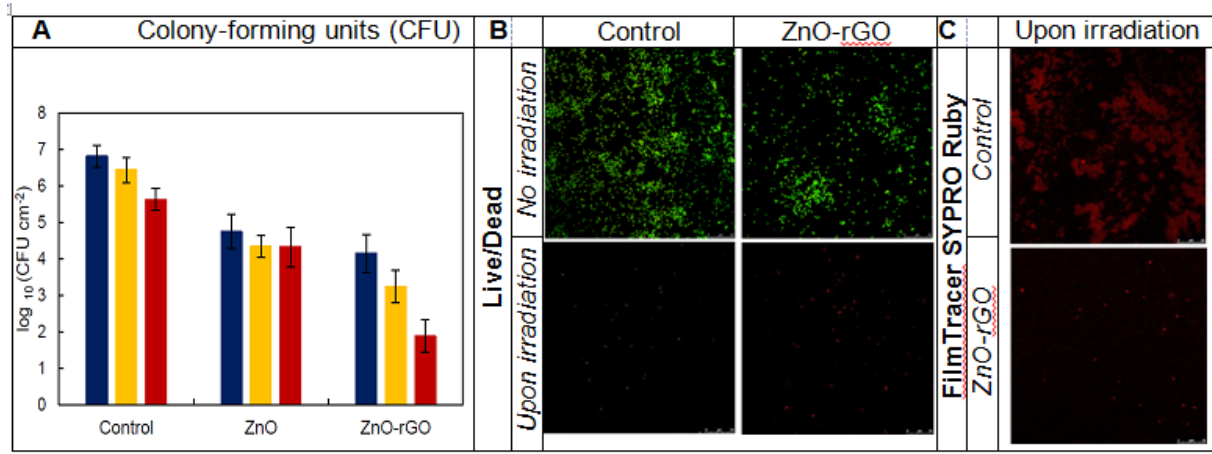 A
Colony-forming units (CFU)
B
Control
ZnO-rGO
C
Upon irradiation
8
7
6
5
4
3
2
1
0
log 10 (CFU cm-2)
Control
ZnO
ZnO-rGO
Live/Dead
No irradiation
Upon irradiation
FilmTracer SYPRO Ruby
Control
ZnO-rGO